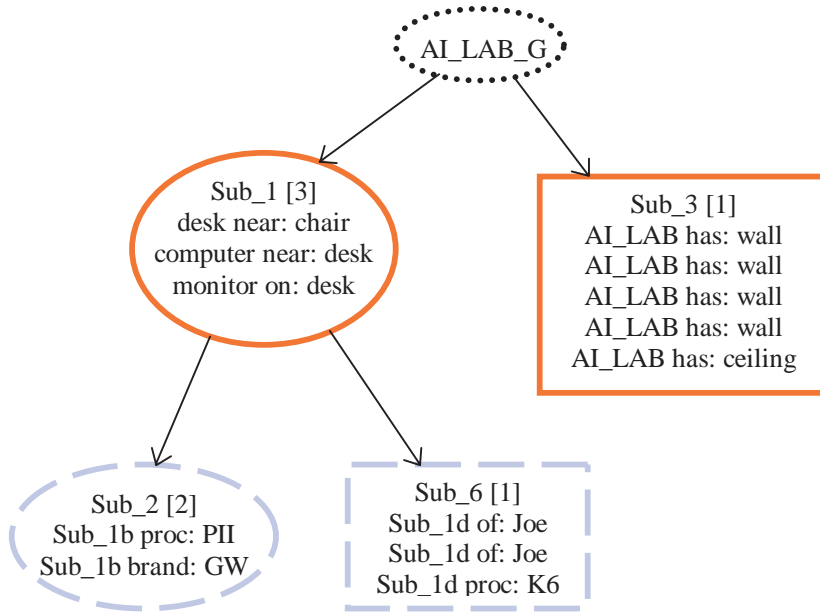 AI_LAB_G
Sub_1 [3]
desk near: chair
computer near: desk
monitor on: desk
Sub_3 [1]
AI_LAB has: wall
AI_LAB has: wall
AI_LAB has: wall
AI_LAB has: wall
AI_LAB has: ceiling
Sub_2 [2]
Sub_1b proc: PII
Sub_1b brand: GW
Sub_6 [1]
Sub_1d of: Joe
Sub_1d of: Joe
Sub_1d proc: K6